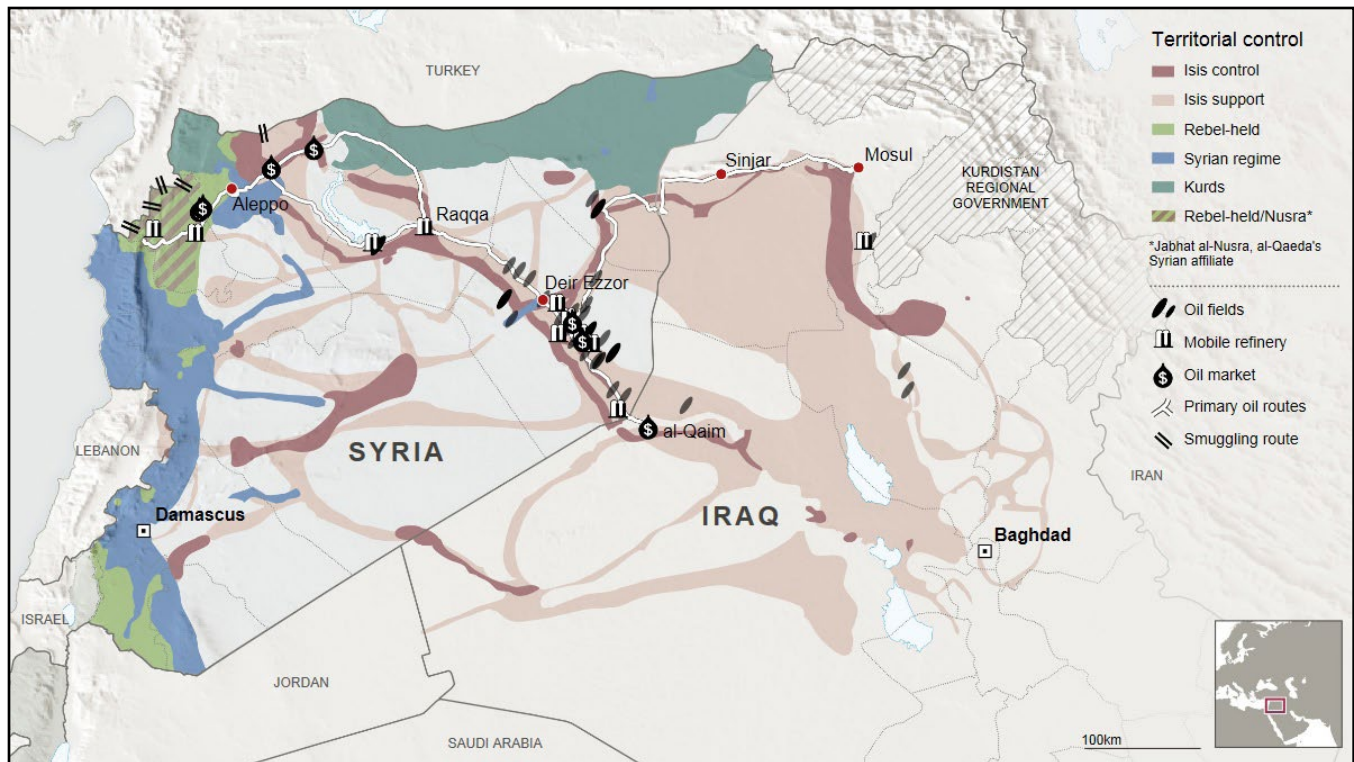 TURKEY
Sinjar
Mosul
KURDISTAN
REGIONAL
GOVERNMENT
Aleppo
Raqqa
Deir Ezzor
al-Qaim
SYRIA
IRAQ
LEBANON
Damascus
Baghdad
IRAN
ISRAEL
JORDAN
SAUDI ARABIA
100km
Territorial control
Isis control
Isis support
Rebel-held
Syrian regime
Kurds
Rebel-held/Nusra*
*Jabhat al-Nusra, al-Qaeda's
Syrian affiliate
Oil fields
Mobile refinery
$ Oil market
Primary oil routes
Smuggling route
$
$
$
$
$
$